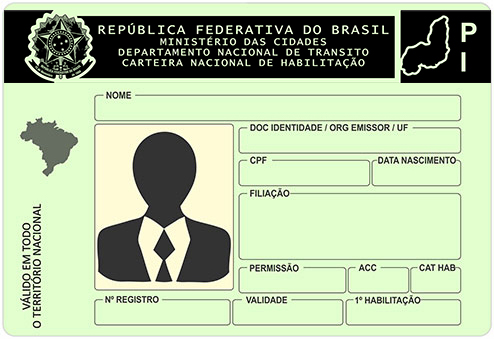 REPÚBLICA FEDERATIVA DO BRASIL
MINISTÉRIO DAS CIDADES
DEPARTAMENTO NACIONAL DE TRANSITO
CARTEIRA NACIONAL DE HABILITAÇÃO
P
I
NOME
DOC IDENTIDADE / ORG EMISSOR / UF
CPF
DATA NASCIMENTO
FILIAÇÃO
PERMISSÃO
ACC
CAT HAB
Nº REGISTRO
VALIDADE
1º HABILITAÇÃO
VÁLIDO EM TODO
O TERRITÓRIO NACIONAL